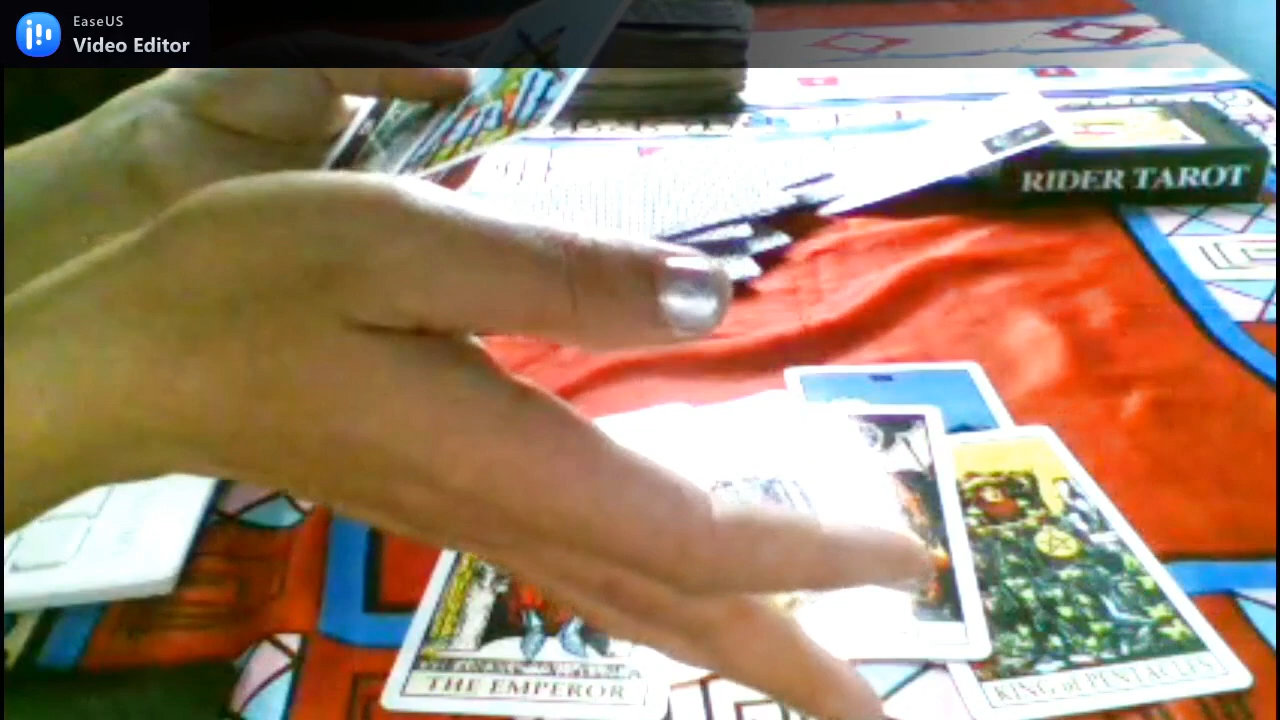 EaseUS
Video Editor
RIDER TAROT
THE EMPEROR
KING of PENTACLES